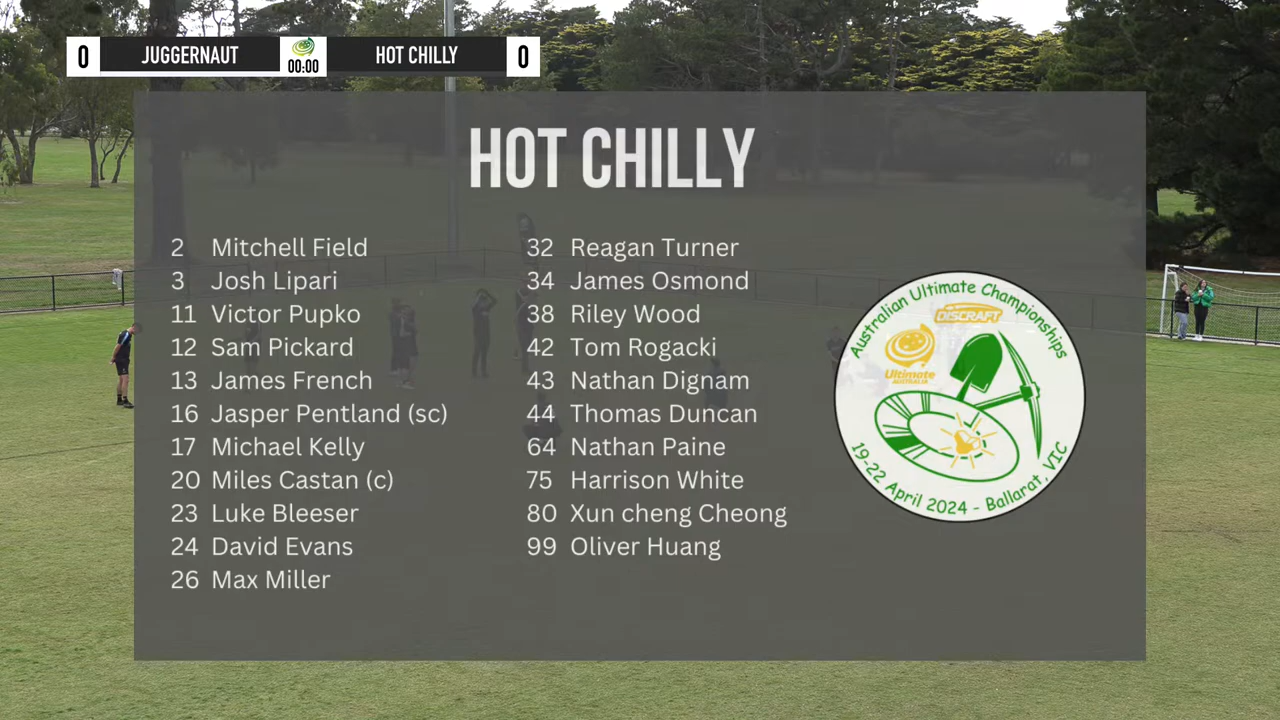 0 JUGGERNAUT 00:00 HOT CHILLY 0
HOT CHILLY
2 Mitchell Field
3 Josh Lipari
11 Victor Pupko
12 Sam Pickard
13 James French
16 Jasper Pentland (sc)
17 Michael Kelly
20 Miles Castan (c)
23 Luke Bleeser
24 David Evans
26 Max Miller
32 Reagan Turner
34 James Osmond
38 Riley Wood
42 Tom Rogacki
43 Nathan Dignam
44 Thomas Duncan
64 Nathan Paine
75 Harrison White
80 Xun cheng Cheong
99 Oliver Huang
Australian Ultimate Championships
DISCRAFT
Ultimate
AUSTRALIA
19-22 April 2024 - Ballarat, VIC